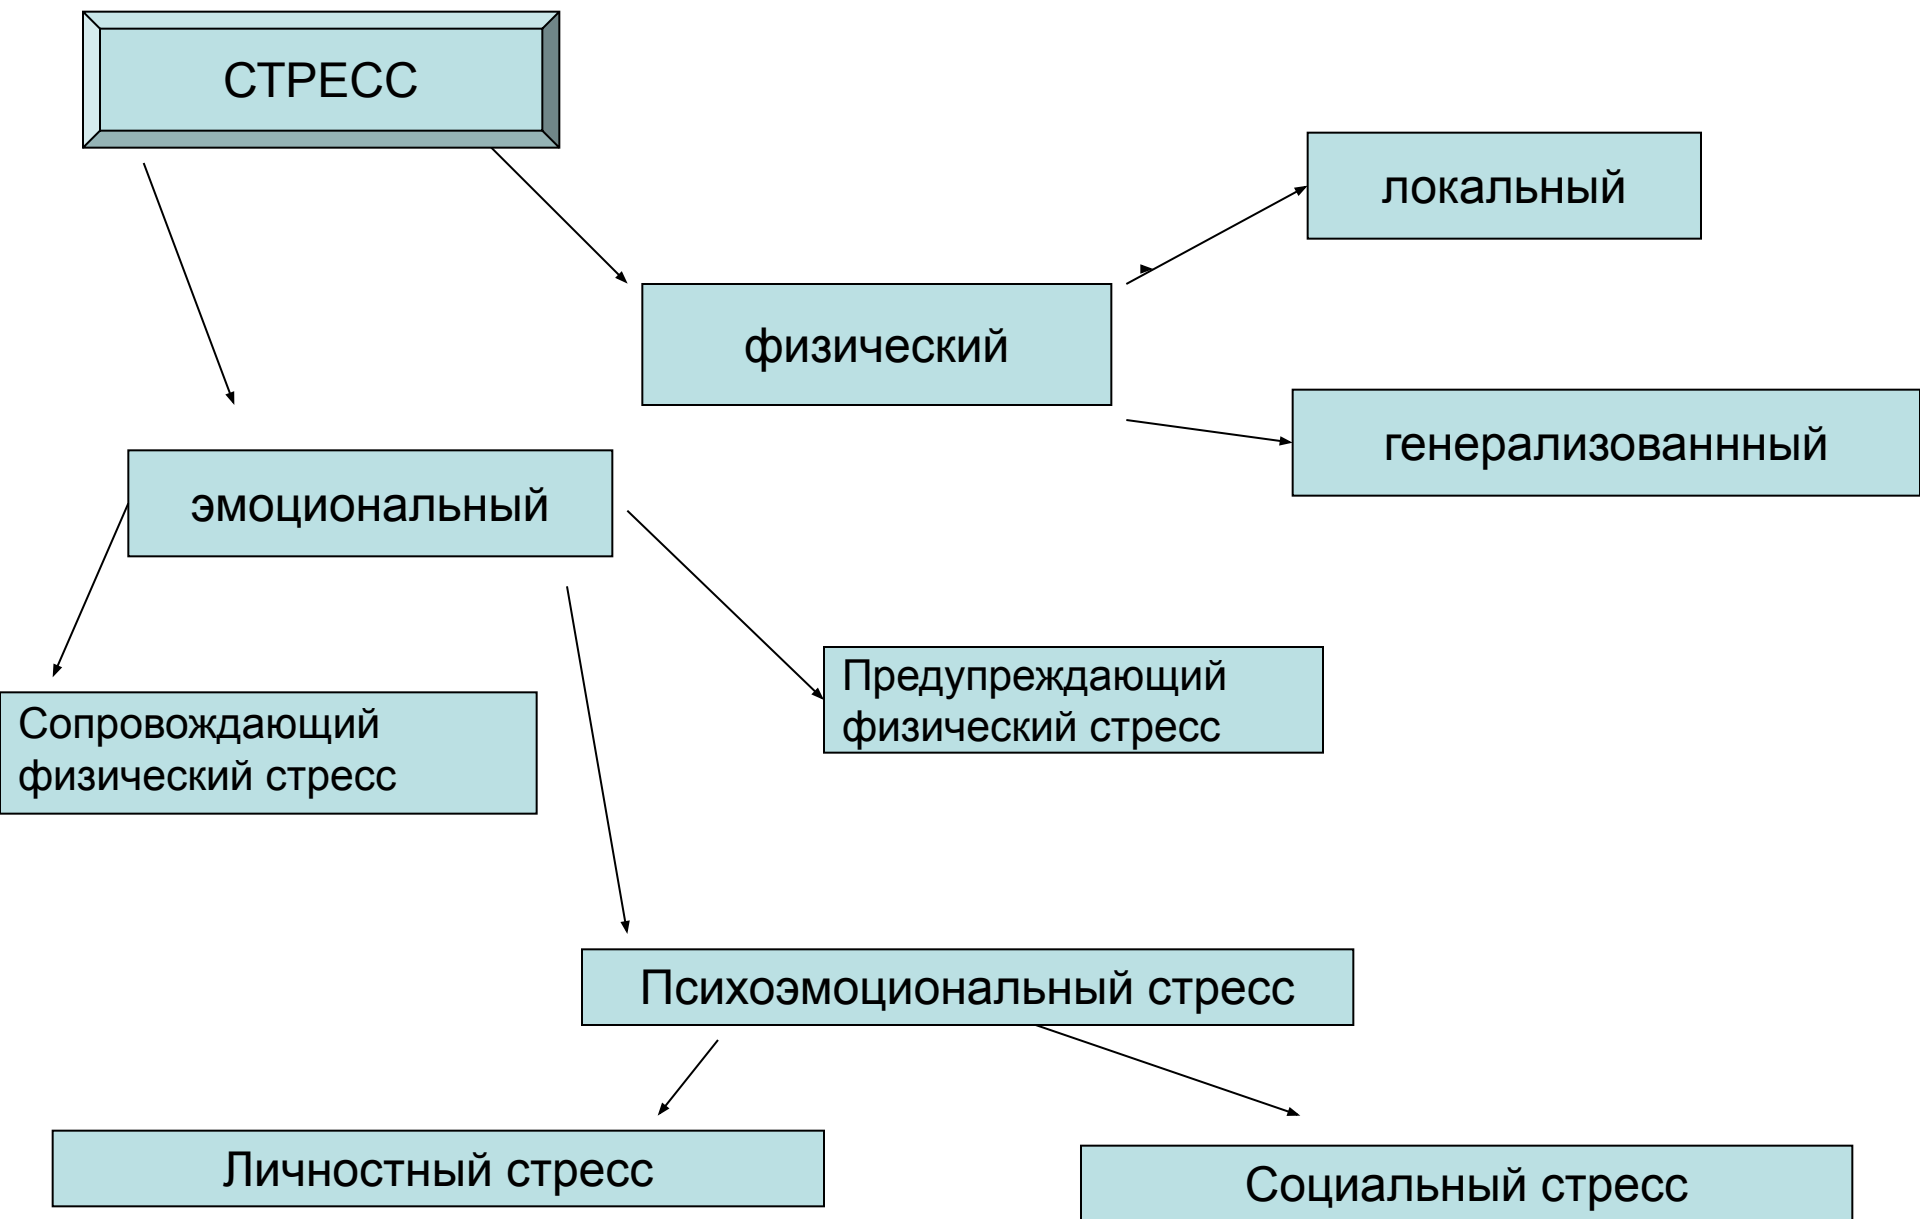 СТРЕСС
локальный
физический
генерализованнный
эмоциональный
Предупреждающий
физический стресс
Сопровождающий
физический стресс
Психоэмоциональный стресс
Личностный стресс
Социальный стресс